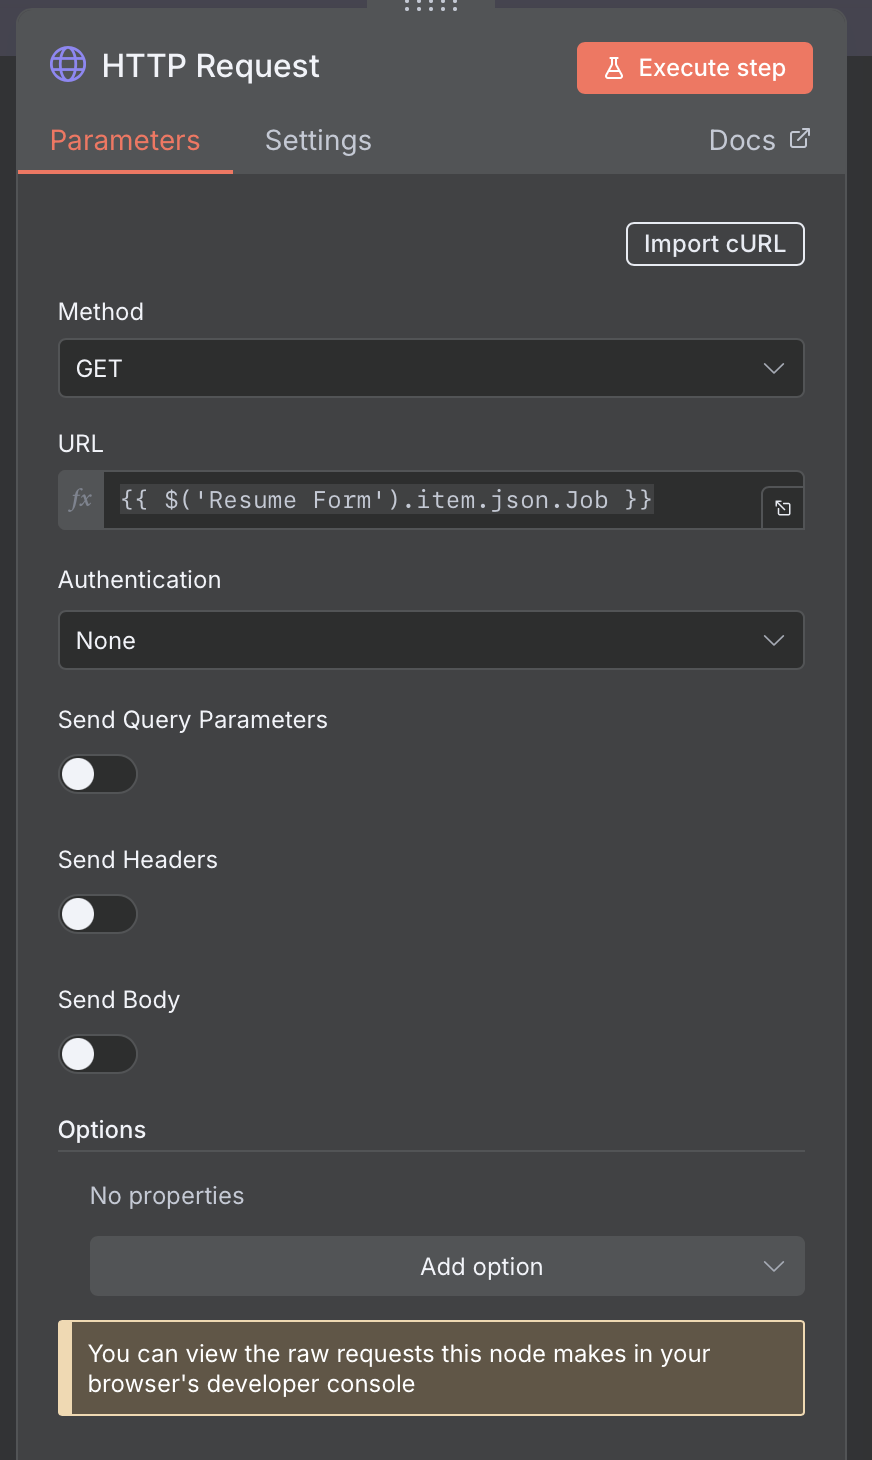 HTTP Request
Execute step
Parameters
Settings
Docs
Import cURL
Method
GET
URL
fx
{{ $('Resume Form').item.json.Job }}
Authentication
None
Send Query Parameters
Send Headers
Send Body
Options
No properties
Add option
You can view the raw requests this node makes in your
browser's developer console